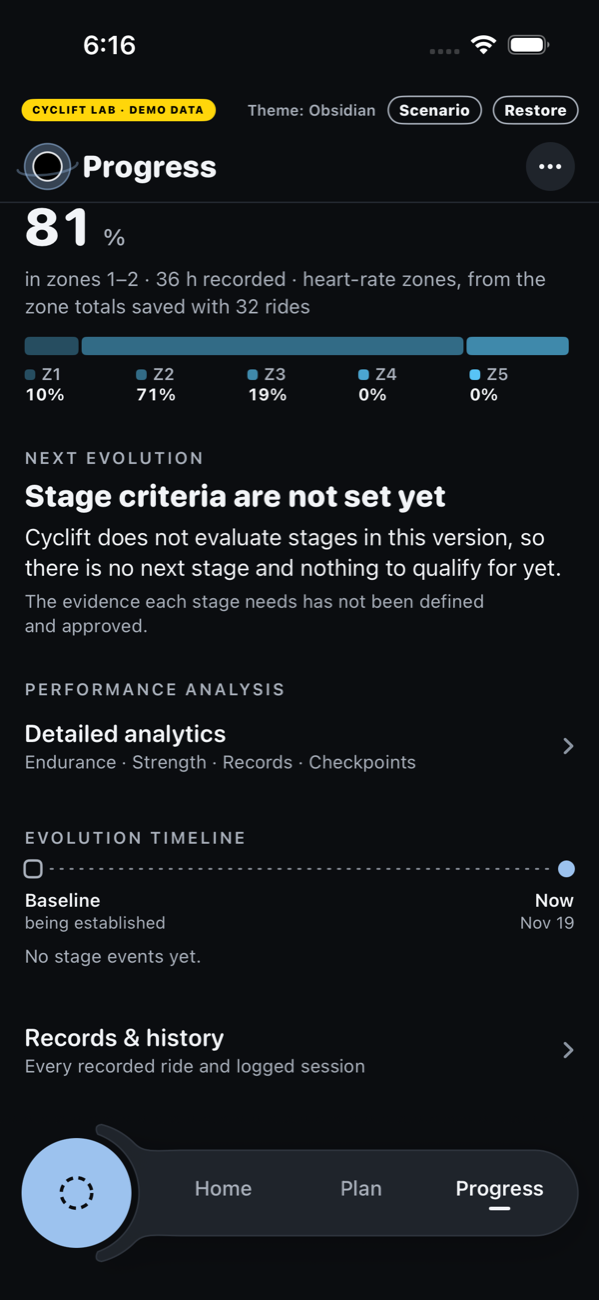 6:16
CYCLIFT LAB · DEMO DATA
Theme: Obsidian
Scenario
Restore
Progress
81 %
in zones 1–2 · 36 h recorded · heart-rate zones, from the
zone totals saved with 32 rides
Z1 Z2 Z3 Z4 Z5
10% 71% 19% 0% 0%
NEXT EVOLUTION
Stage criteria are not set yet
Cyclift does not evaluate stages in this version, so
there is no next stage and nothing to qualify for yet.
The evidence each stage needs has not been defined
and approved.
PERFORMANCE ANALYSIS
Detailed analytics
Endurance · Strength · Records · Checkpoints
EVOLUTION TIMELINE
Baseline Now
being established Nov 19
No stage events yet.
Records & history
Every recorded ride and logged session
Home Plan Progress